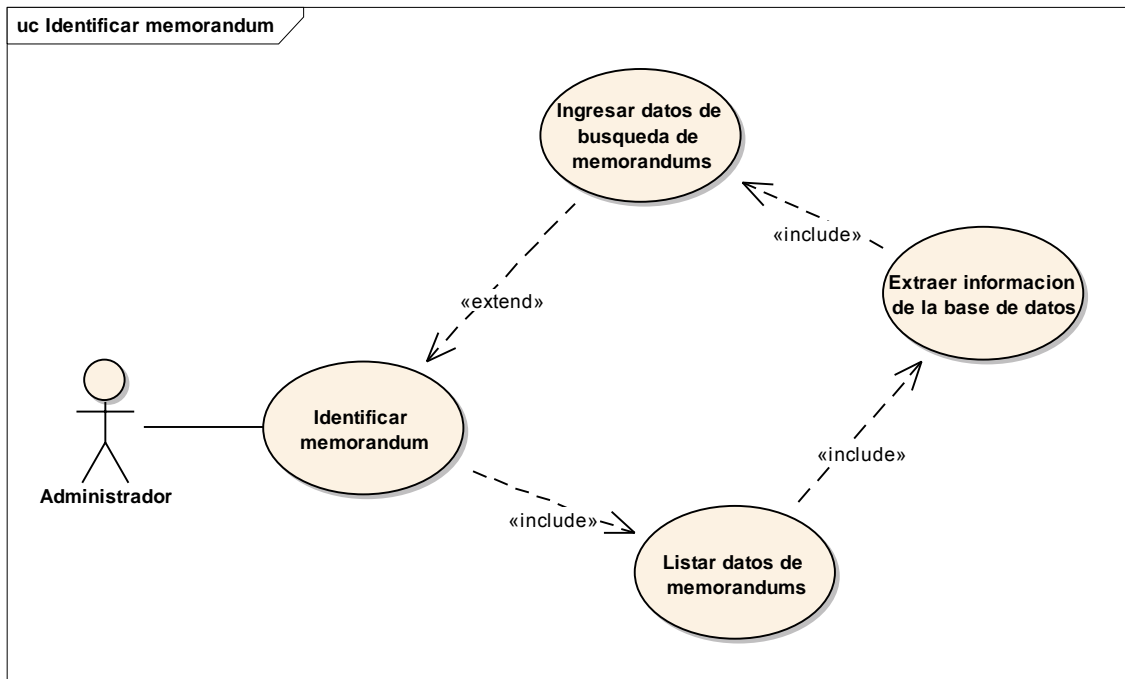 uc Identificar memorandum
Ingresar datos de
busqueda de
memorandums
«include»
Extraer informacion
de la base de datos
«extend»
Identificar
memorandum
Administrador
«include»
«include»
Listar datos de
memorandums